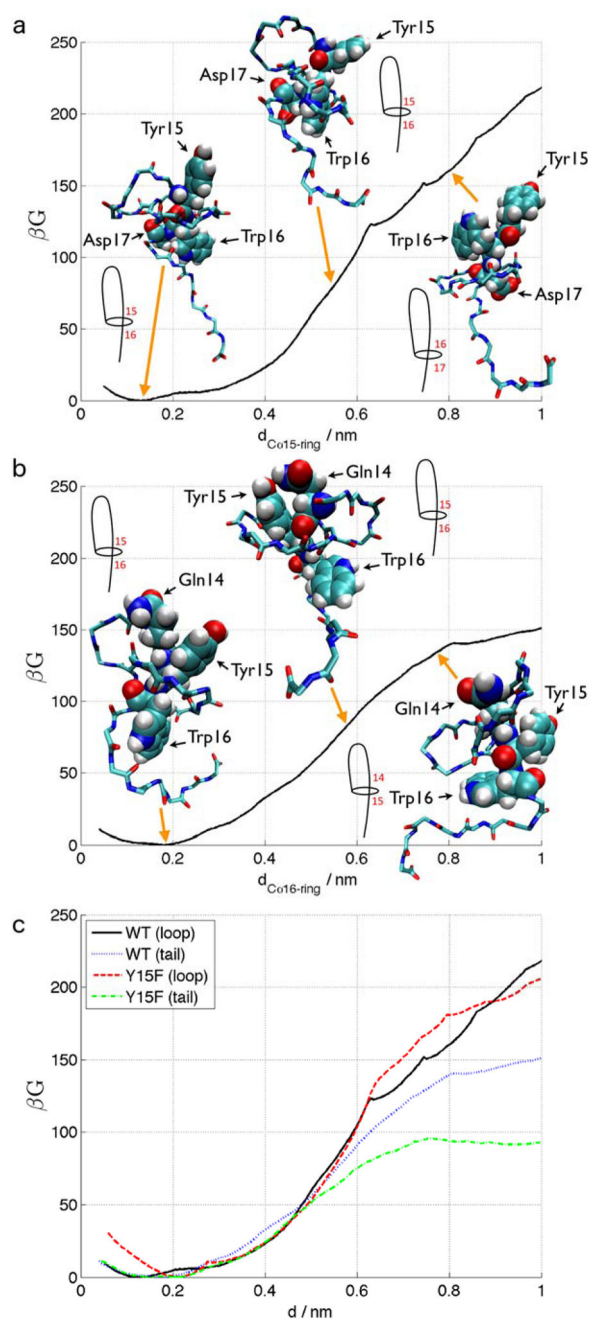 a
250
200
150
100
50
0
βG
0
0.2
0.4
0.6
0.8
1
dCα15-ring / nm
Tyr15
Asp17
Trp16
15
16
Tyr15
Asp17
Trp16
15
16
Tyr15
Trp16
Asp17
16
17
b
250
200
150
100
50
0
βG
0
0.2
0.4
0.6
0.8
1
dCα16-ring / nm
15
16
Gln14
Tyr15
Trp16
Tyr15
Gln14
Trp16
15
16
14
15
Gln14
Tyr15
Trp16
c
250
200
150
100
50
0
βG
WT (loop)
WT (tail)
Y15F (loop)
Y15F (tail)
0
0.2
0.4
0.6
0.8
1
d / nm